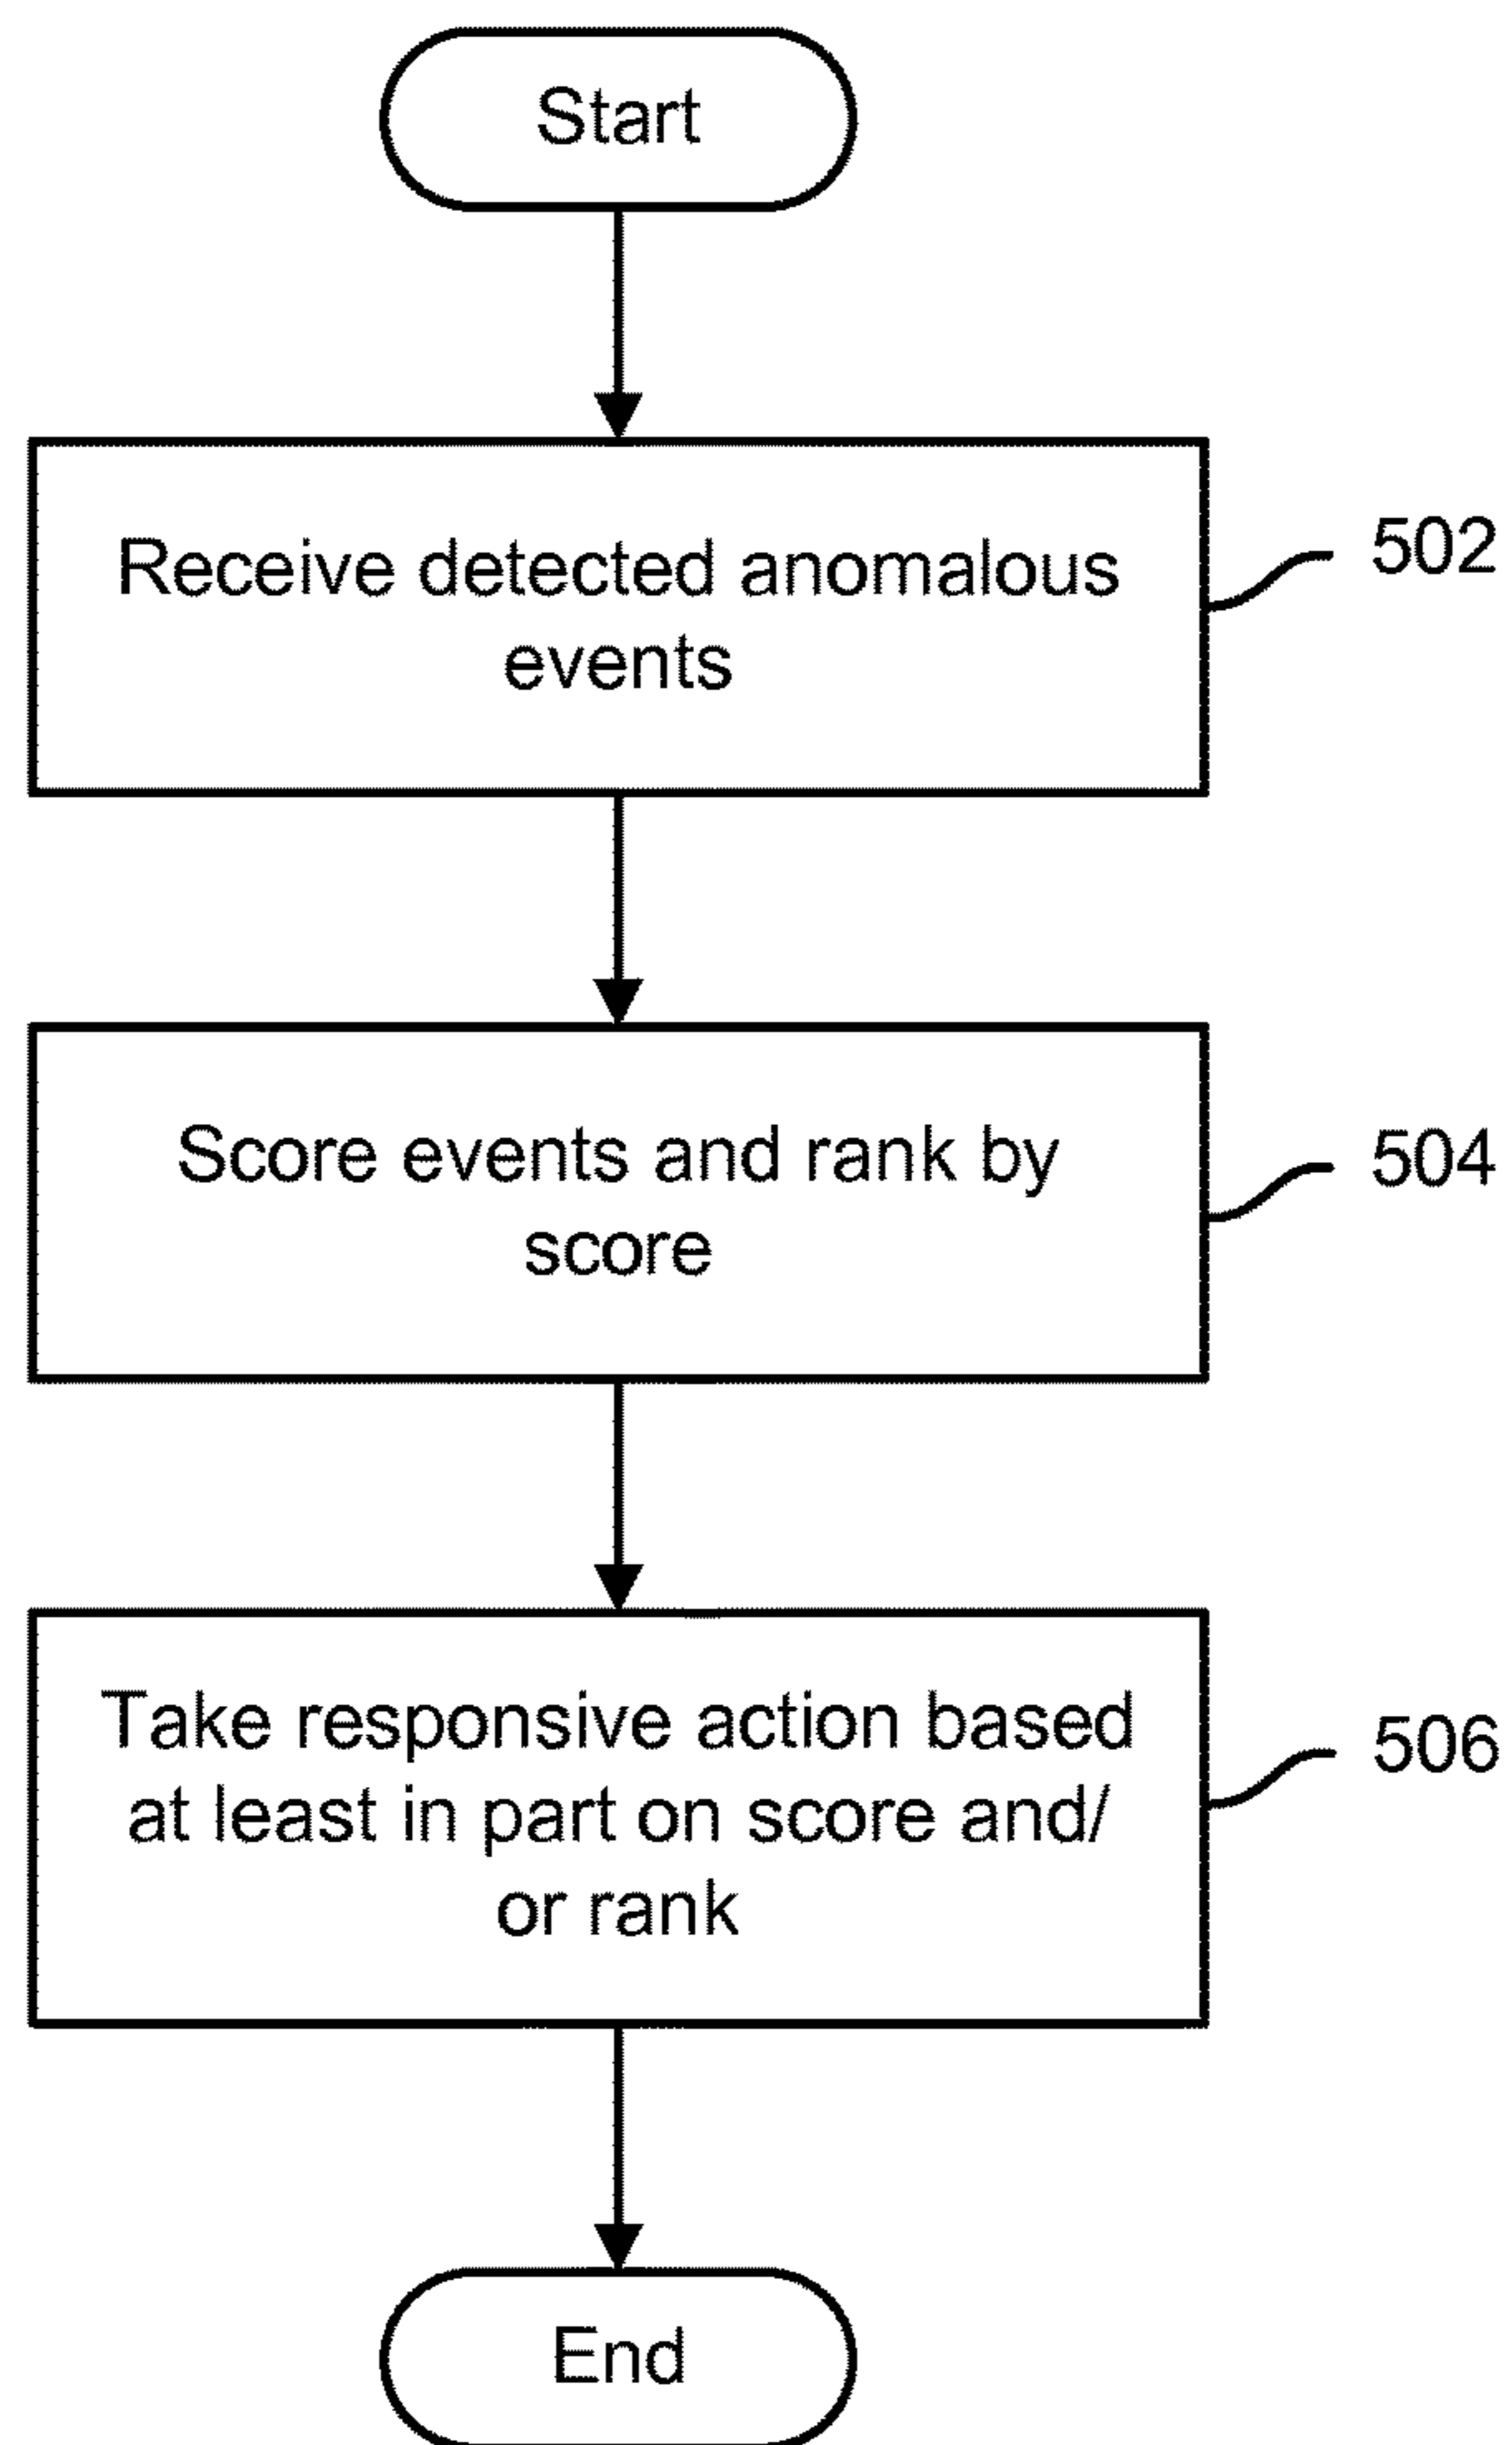 Start
Receive detected anomalous
events
502
Score events and rank by
score
504
Take responsive action based
at least in part on score and/
or rank
506
End